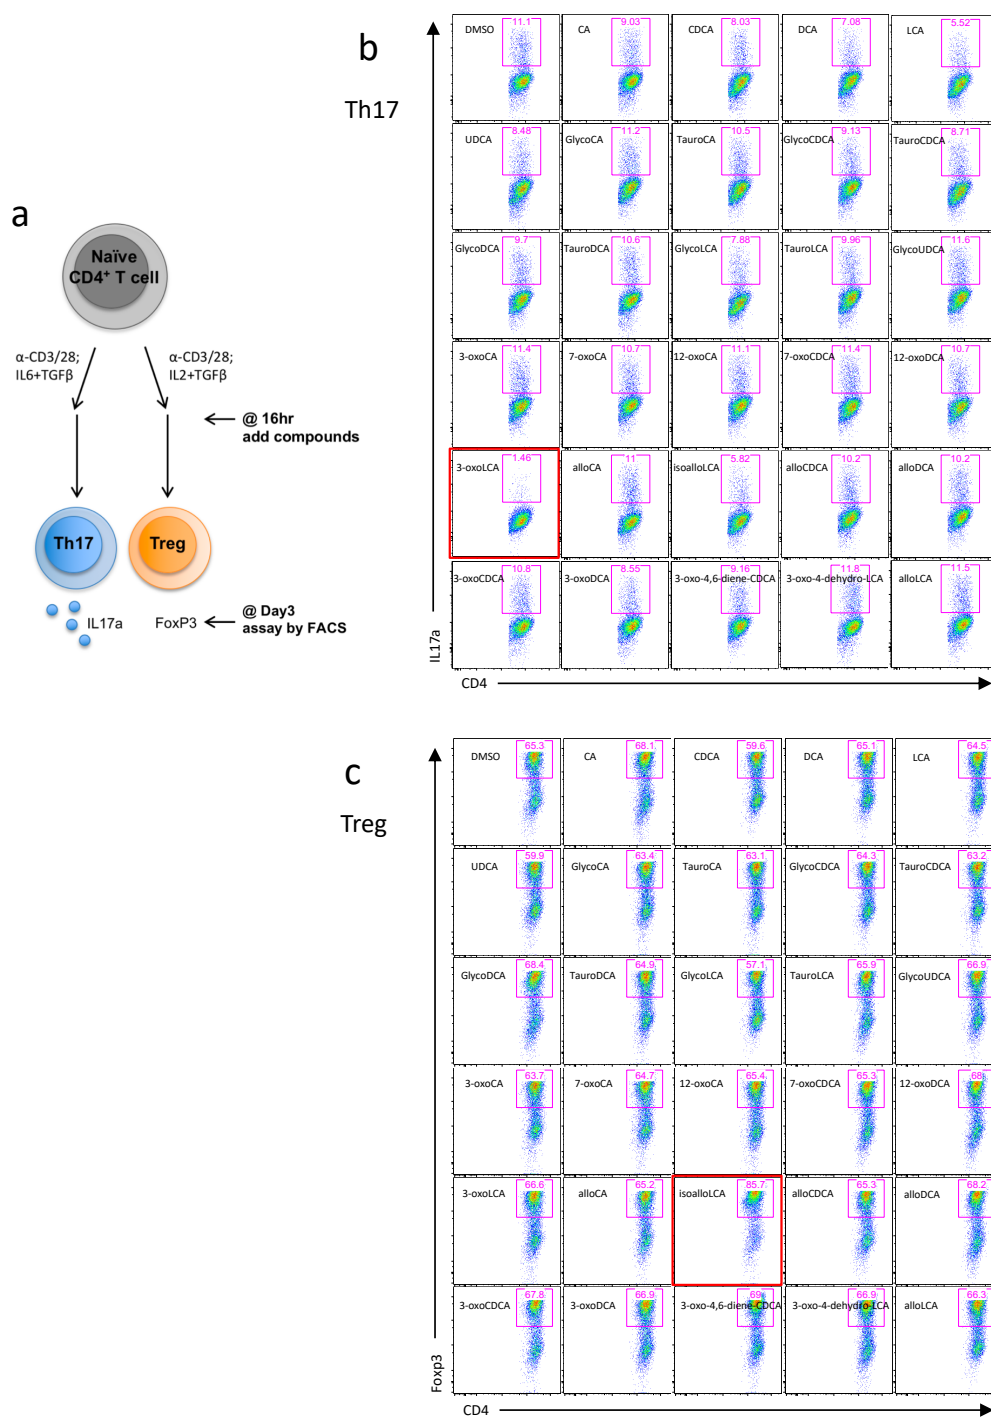 a
Naïve
CD4⁺ T cell
α-CD3/28;
IL6+TGFβ
α-CD3/28;
IL2+TGFβ
@ 16hr
add compounds
Th17
Treg
IL17a
FoxP3
@ Day3
assay by FACS
b
Th17
DMSO 11.1
CA 9.03
CDCA 8.03
DCA 7.08
LCA 5.52
UDCA 8.48
GlycoCA 11.2
TauroCA 10.5
GlycoCDCA 9.13
TauroCDCA 8.71
GlycoDCA 9.7
TauroDCA 10.6
GlycoLCA 7.88
TauroLCA 9.96
GlycoUDCA 11.6
3-oxoCA 11.4
7-oxoCA 10.7
12-oxoCA 11.1
7-oxoCDCA 11.4
12-oxoDCA 10.7
3-oxoLCA 1.46
alloCA 11
isoalloLCA 5.82
alloCDCA 10.2
alloDCA 10.2
3-oxoCDCA 10.8
3-oxoDCA 8.55
3-oxo-4,6-diene-CDCA 9.16
3-oxo-4-dehydro-LCA 11.8
alloLCA 11.5
IL17a
CD4
c
Treg
DMSO 65.3
CA 68.1
CDCA 59.6
DCA 65.1
LCA 64.5
UDCA 59.9
GlycoCA 63.4
TauroCA 63.1
GlycoCDCA 64.3
TauroCDCA 63.2
GlycoDCA 68.4
TauroDCA 64.9
GlycoLCA 57.1
TauroLCA 65.9
GlycoUDCA 66.9
3-oxoCA 63.7
7-oxoCA 64.7
12-oxoCA 65.4
7-oxoCDCA 65.3
12-oxoDCA 68
3-oxoLCA 66.6
alloCA 65.2
isoalloLCA 85.7
alloCDCA 65.3
alloDCA 68.2
3-oxoCDCA 67.8
3-oxoDCA 66.9
3-oxo-4,6-diene-CDCA 69
3-oxo-4-dehydro-LCA 66.9
alloLCA 66.3
Foxp3
CD4